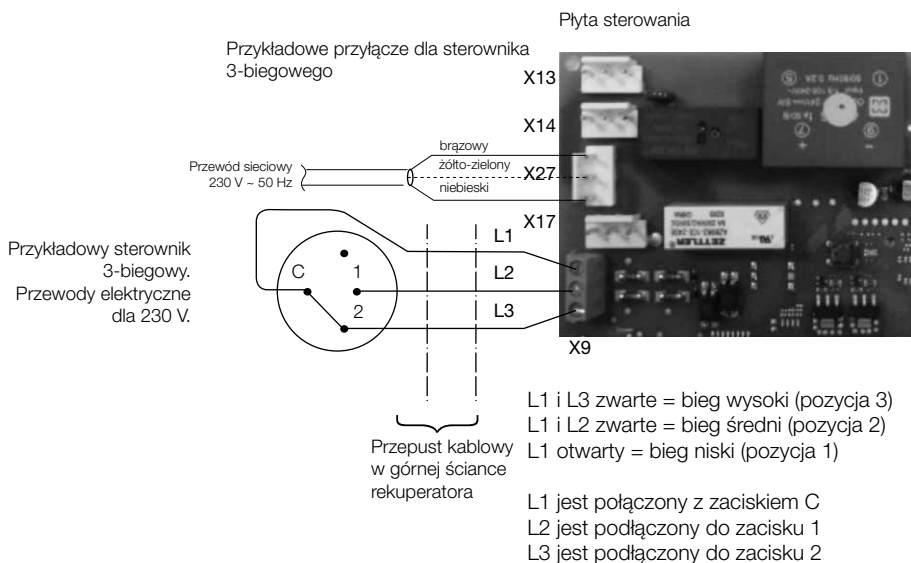 Płyta sterowania
Przykładowe przyłącze dla sterownika
3-biegowego
X13
X14
brązowy
Przewód sieciowy
230 V ~ 50 Hz
żółto-zielony
X27
niebieski
X17
L1
Przykładowy sterownik
3-biegowy.
Przewody elektryczne
dla 230 V.
C
1
2
L2
L3
X9
ZETTLER
Przepust kablowy
w górnej ściance
rekuperatora
L1 i L3 zwarte = bieg wysoki (pozycja 3)
L1 i L2 zwarte = bieg średni (pozycja 2)
L1 otwarty = bieg niski (pozycja 1)
L1 jest połączony z zaciskiem C
L2 jest podłączony do zacisku 1
L3 jest podłączony do zacisku 2